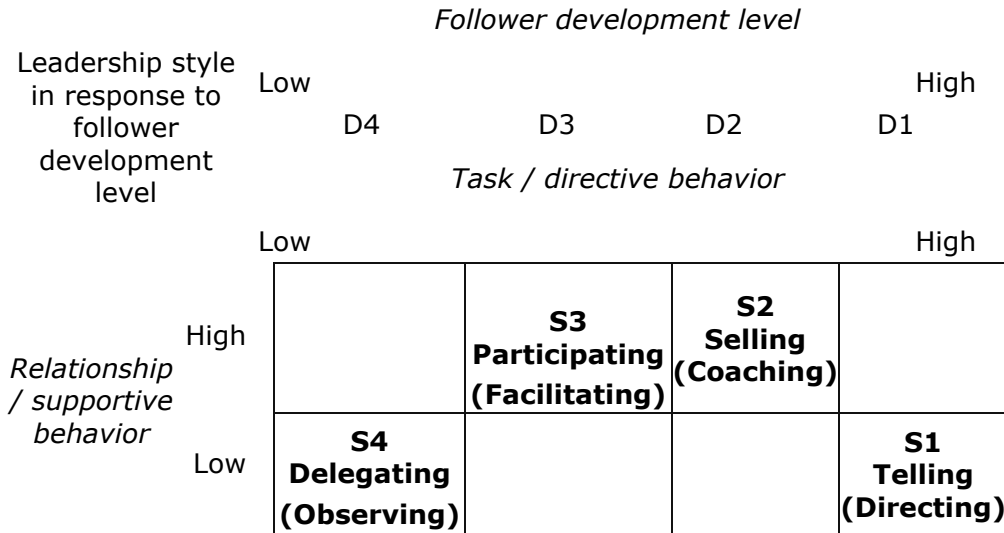 Follower development level
Leadership style
in response to
follower
development
level
Low High
D4 D3 D2 D1
Task / directive behavior
Low High
High
Relationship
/ supportive
behavior
Low
S3
Participating
(Facilitating)
S2
Selling
(Coaching)
S4
Delegating
(Observing)
S1
Telling
(Directing)